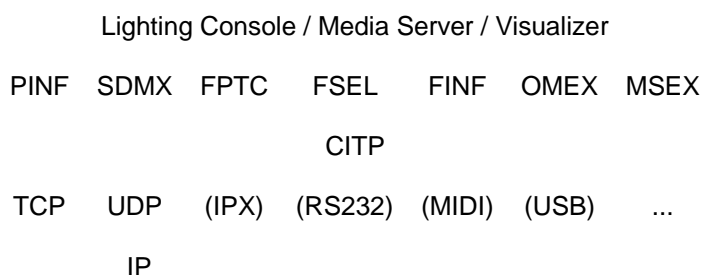 Lighting Console / Media Server / Visualizer
PINF SDMX FPTC FSEL FINF OMEX MSEX
CITP
TCP UDP (IPX) (RS232) (MIDI) (USB) ...
IP